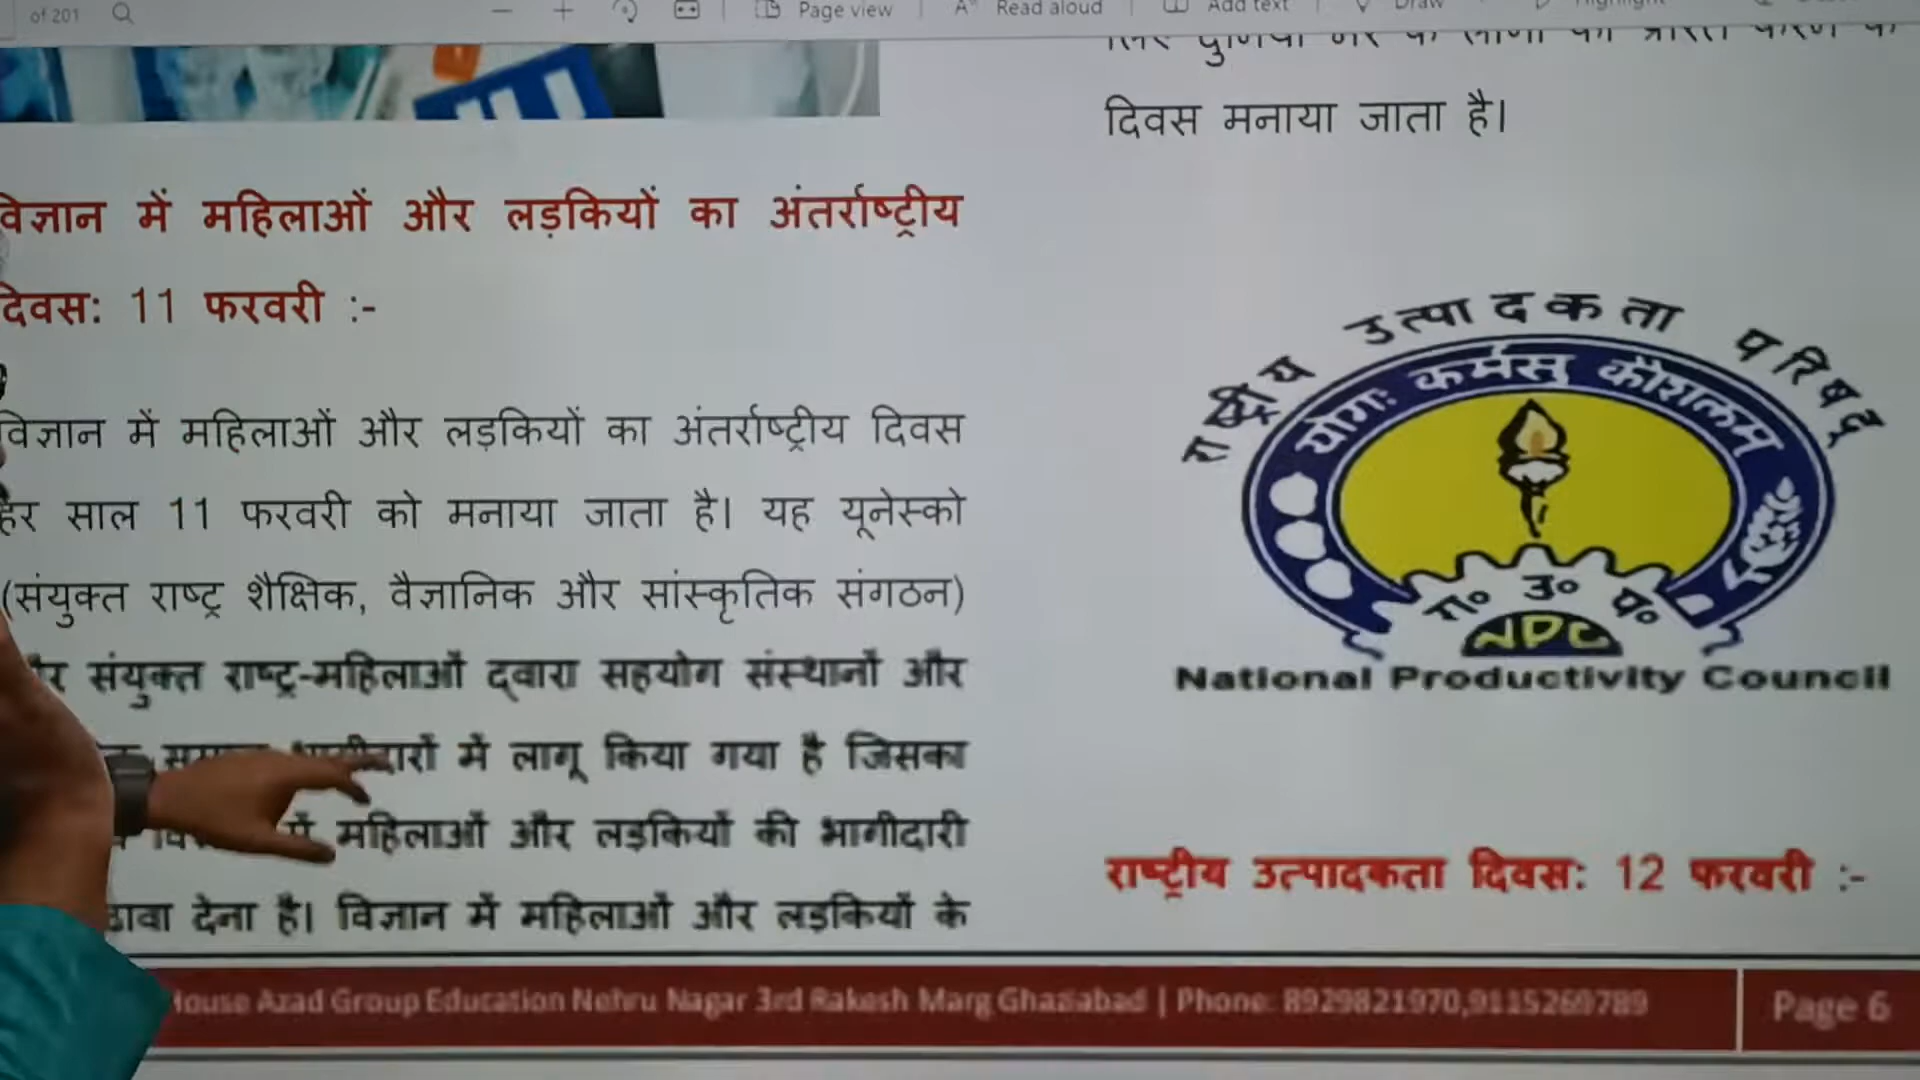 of 201
Page view
Read aloud
Add text
Draw
Highlight
विज्ञान में महिलाओं और लड़कियों का अंतर्राष्ट्रीय
दिवस: 11 फरवरी :-
विज्ञान में महिलाओं और लड़कियों का अंतर्राष्ट्रीय दिवस
हर साल 11 फरवरी को मनाया जाता है। यह यूनेस्को
(संयुक्त राष्ट्र शैक्षिक, वैज्ञानिक और सांस्कृतिक संगठन)
संयुक्त राष्ट्र-महिलाओं द्वारा सहयोग संस्थानों और
में लागू किया गया है जिसका
में महिलाओं और लड़कियों की भागीदारी
देना है। विज्ञान में महिलाओं और लड़कियों के
दिवस मनाया जाता है।
राष्ट्रीय उत्पादकता परिषद्
योगः कर्मसु कौशलम
रा० उ० प०
NPC
National Productivity Council
राष्ट्रीय उत्पादकता दिवस: 12 फरवरी :-
House Azad Group Education Nehru Nagar 3rd Rakesh Marg Ghaziabad | Phone: 8929821970,9115269789
Page 6